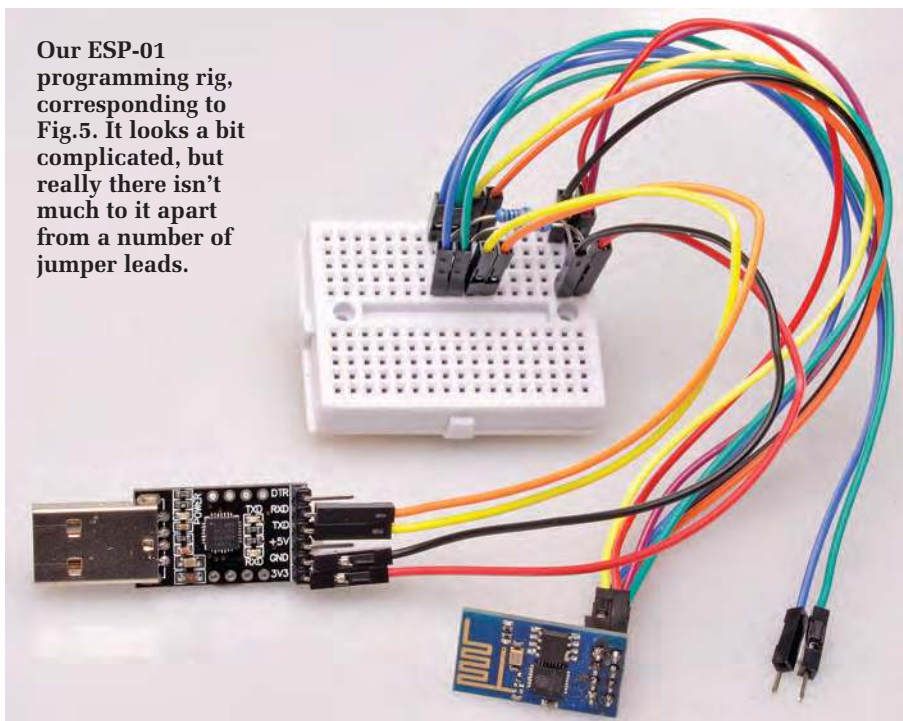 Our ESP-01
programming rig,
corresponding to
Fig.5. It looks a bit
complicated, but
really there isn't
much to it apart
from a number of
jumper leads.
POWER
TXD
RXD
DTR
RXD
TXD
+5V
GND
3V3